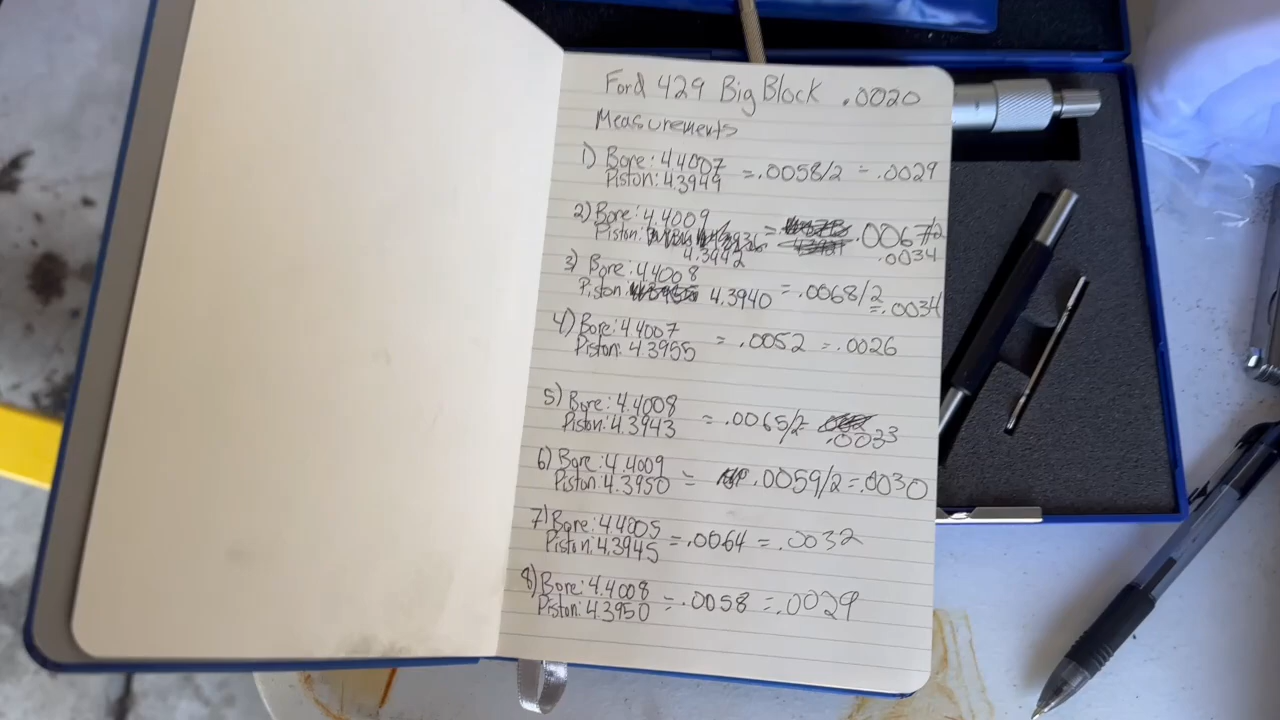 Ford 429 Big Block .0020
Measurements
1) Bore: 4.4007
Piston: 4.3949 = .0058/2 = .0029
2) Bore: 4.4009
Piston: = .0067/2
4.3942 .0034
3) Bore: 4.4008
Piston: 4.3940 = .0068/2
= .0034
4) Bore: 4.4007
Piston: 4.3955 = .0052 = .0026
5) Bore: 4.4008
Piston: 4.3943 = .0065/2 =
.0033
6) Bore: 4.4009
Piston: 4.3950 = .0059/2 = .0030
7) Bore: 4.4005
Piston: 4.3945 = .0064 = .0032
8) Bore: 4.4008
Piston: 4.3950 = .0058 = .0029